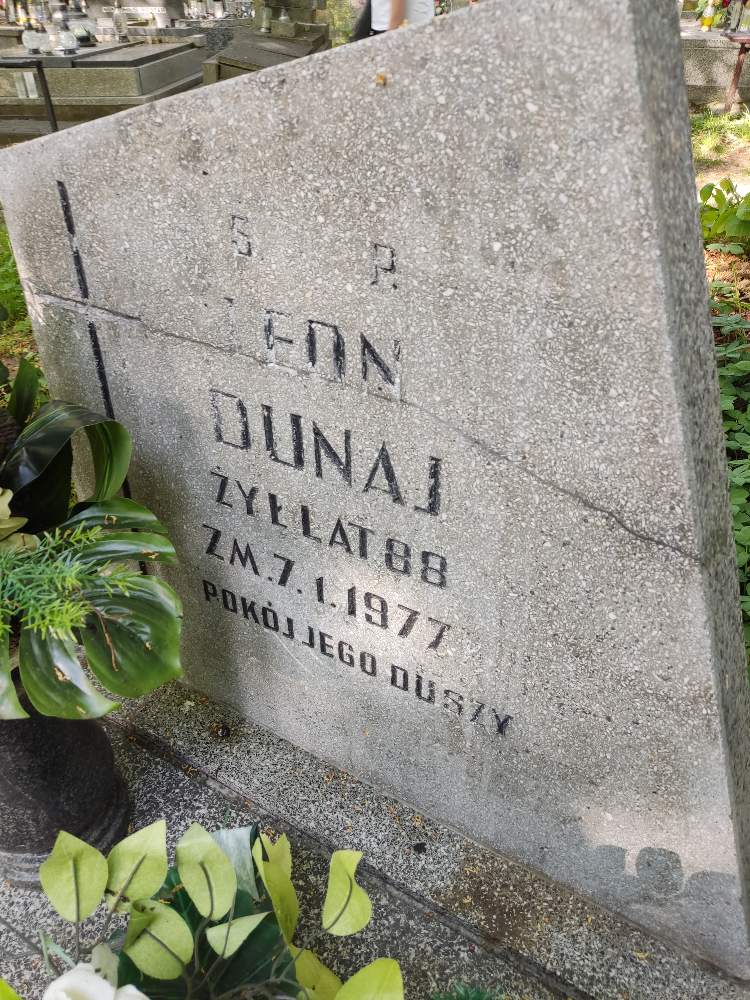 Ś. P.
LEON
DUNAJ
ŻYŁ LAT 88
ZM. 7.1.1977
POKÓJ JEGO DUSZY